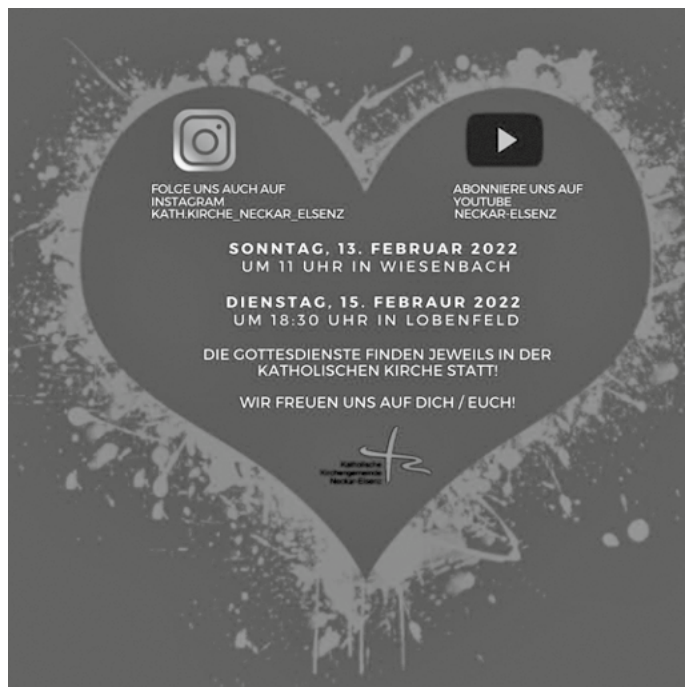 FOLGE UNS AUCH AUF
INSTAGRAM
KATH.KIRCHE_NECKAR_ELSENZ
ABONNIERE UNS AUF
YOUTUBE
NECKAR-ELSENZ
SONNTAG, 13. FEBRUAR 2022
UM 11 UHR IN WIESENBACH
DIENSTAG, 15. FEBRAUR 2022
UM 18:30 UHR IN LOBENFELD
DIE GOTTESDIENSTE FINDEN JEWEILS IN DER
KATHOLISCHEN KIRCHE STATT!
WIR FREUEN UNS AUF DICH / EUCH!
Katholische
Kirchengemeinde
Neckar-Elsenz